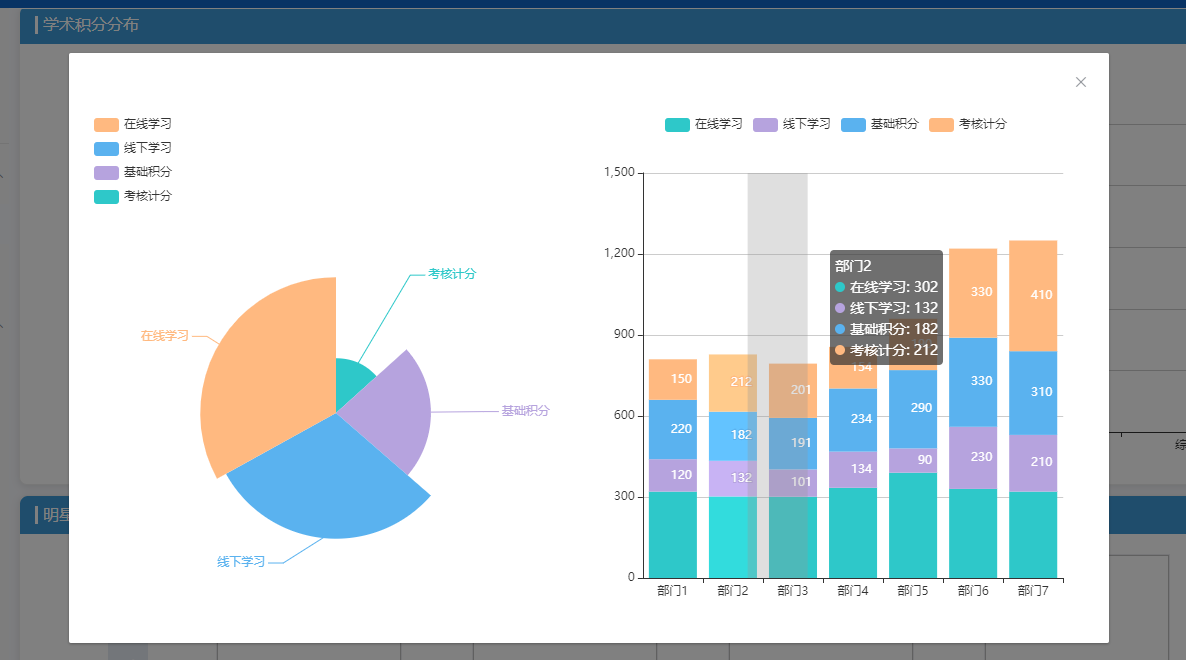 学术积分分布
在线学习
线下学习
基础积分
考核计分
在线学习 线下学习 基础积分 考核计分
考核计分
在线学习
基础积分
线下学习
1,500
1,200
900
600
300
0
部门2
在线学习: 302
线下学习: 132
基础积分: 182
考核计分: 212
150 212 201 154 330 410
220 182 191 234 290 330 310
120 132 101 134 90 230 210
部门1 部门2 部门3 部门4 部门5 部门6 部门7
综
明星